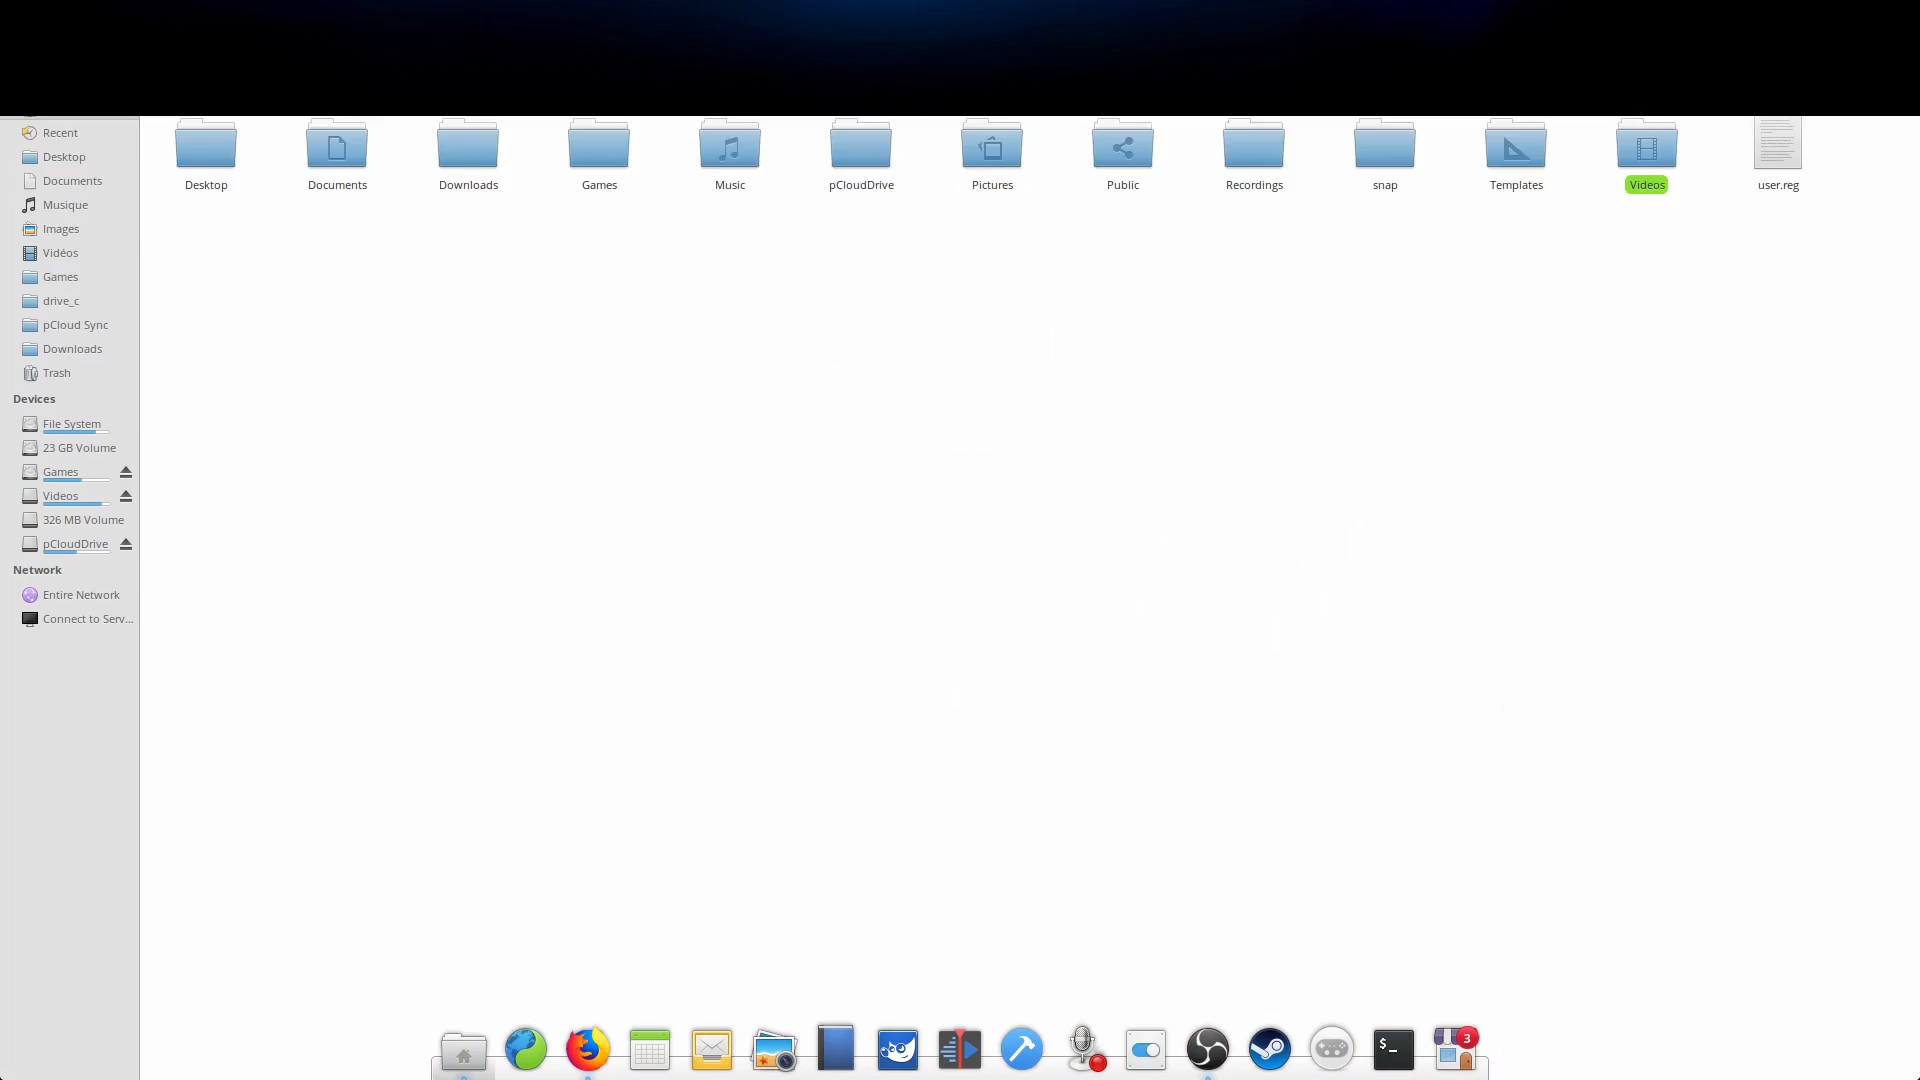 Recent
Desktop
Documents
Musique
Images
Vidéos
Games
drive_c
pCloud Sync
Downloads
Trash
Devices
File System
23 GB Volume
Games
Videos
326 MB Volume
pCloudDrive
Network
Entire Network
Connect to Serv...
Desktop
Documents
Downloads
Games
Music
pCloudDrive
Pictures
Public
Recordings
snap
Templates
Videos
user.reg
$_
3